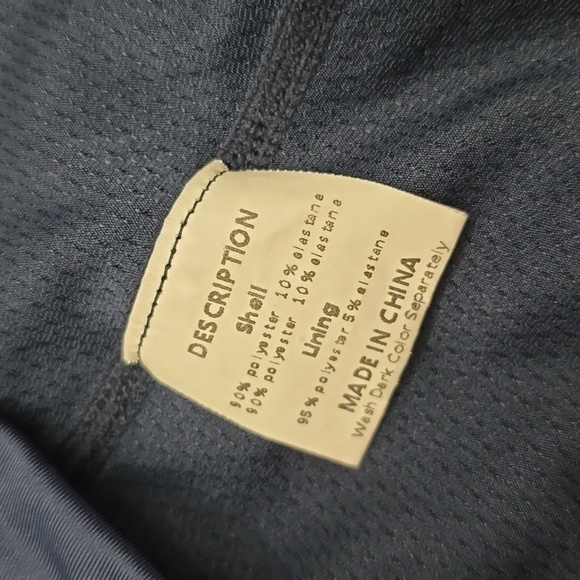 DESCRIPTION
Shell
90% polyester 10% elastane
90% polyester 10% elastane
Lining
95% polyester 5% elastane
MADE IN CHINA
Wash Dark Color Separately